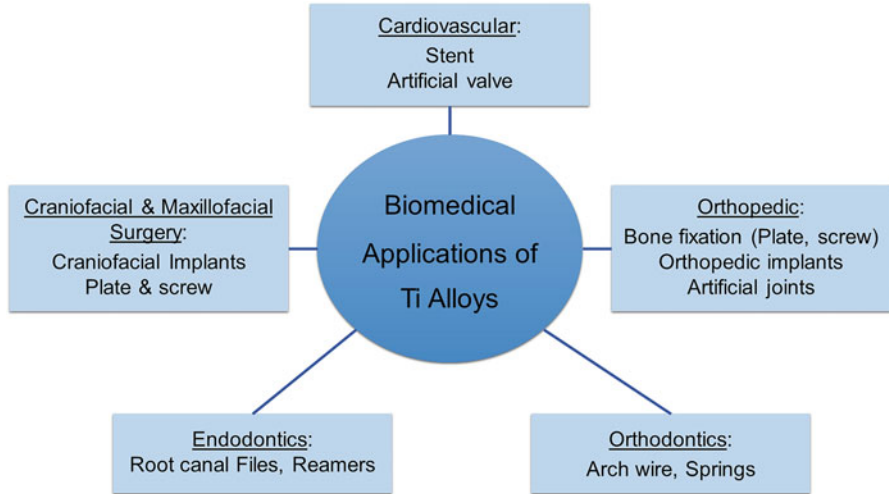 Cardiovascular:
Stent
Artificial valve
Craniofacial & Maxillofacial
Surgery:
Craniofacial Implants
Plate & screw
Biomedical
Applications of
Ti Alloys
Orthopedic:
Bone fixation (Plate, screw)
Orthopedic implants
Artificial joints
Endodontics:
Root canal Files, Reamers
Orthodontics:
Arch wire, Springs